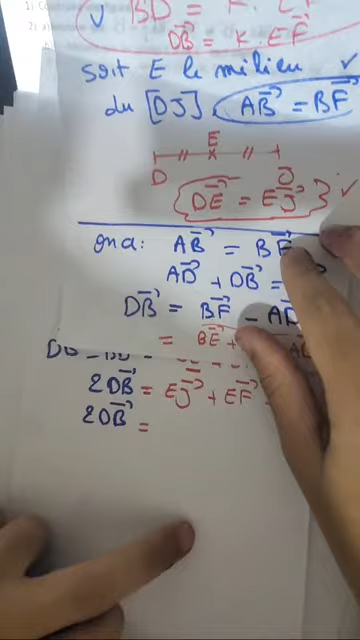 √ BD = K. EF
DB = K. EF
soit E le milieu √
du [DJ], AB = BF
E
D J
DE = EJ √
on a: AB = BF
AD + DB =
DB = BF - AD
= BE +
2DB = EJ + EF
2DB =